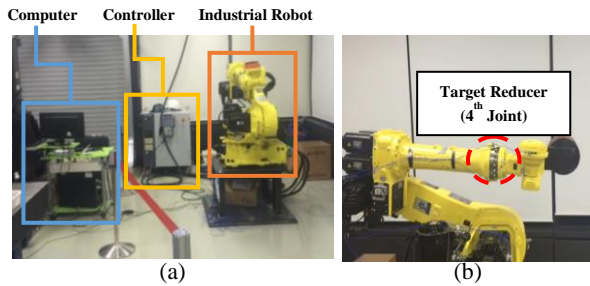 Computer Controller Industrial Robot
Target Reducer
(4th Joint)
(a) (b)